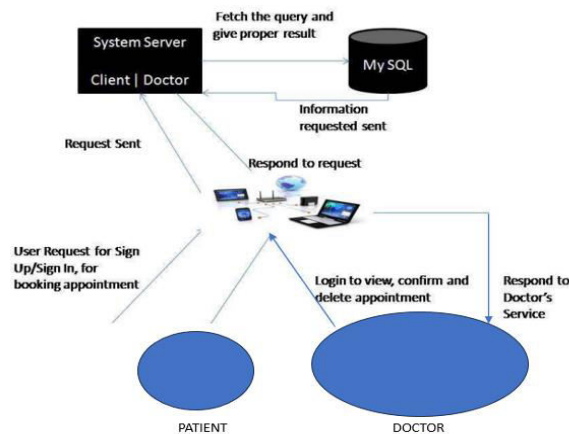 Fetch the query and
give proper result
System Server
Client | Doctor
My SQL
Information
requested sent
Request Sent
Respond to request
User Request for Sign
Up/Sign In, for
booking appointment
Login to view, confirm and
delete appointment
Respond to
Doctor's
Service
PATIENT
DOCTOR